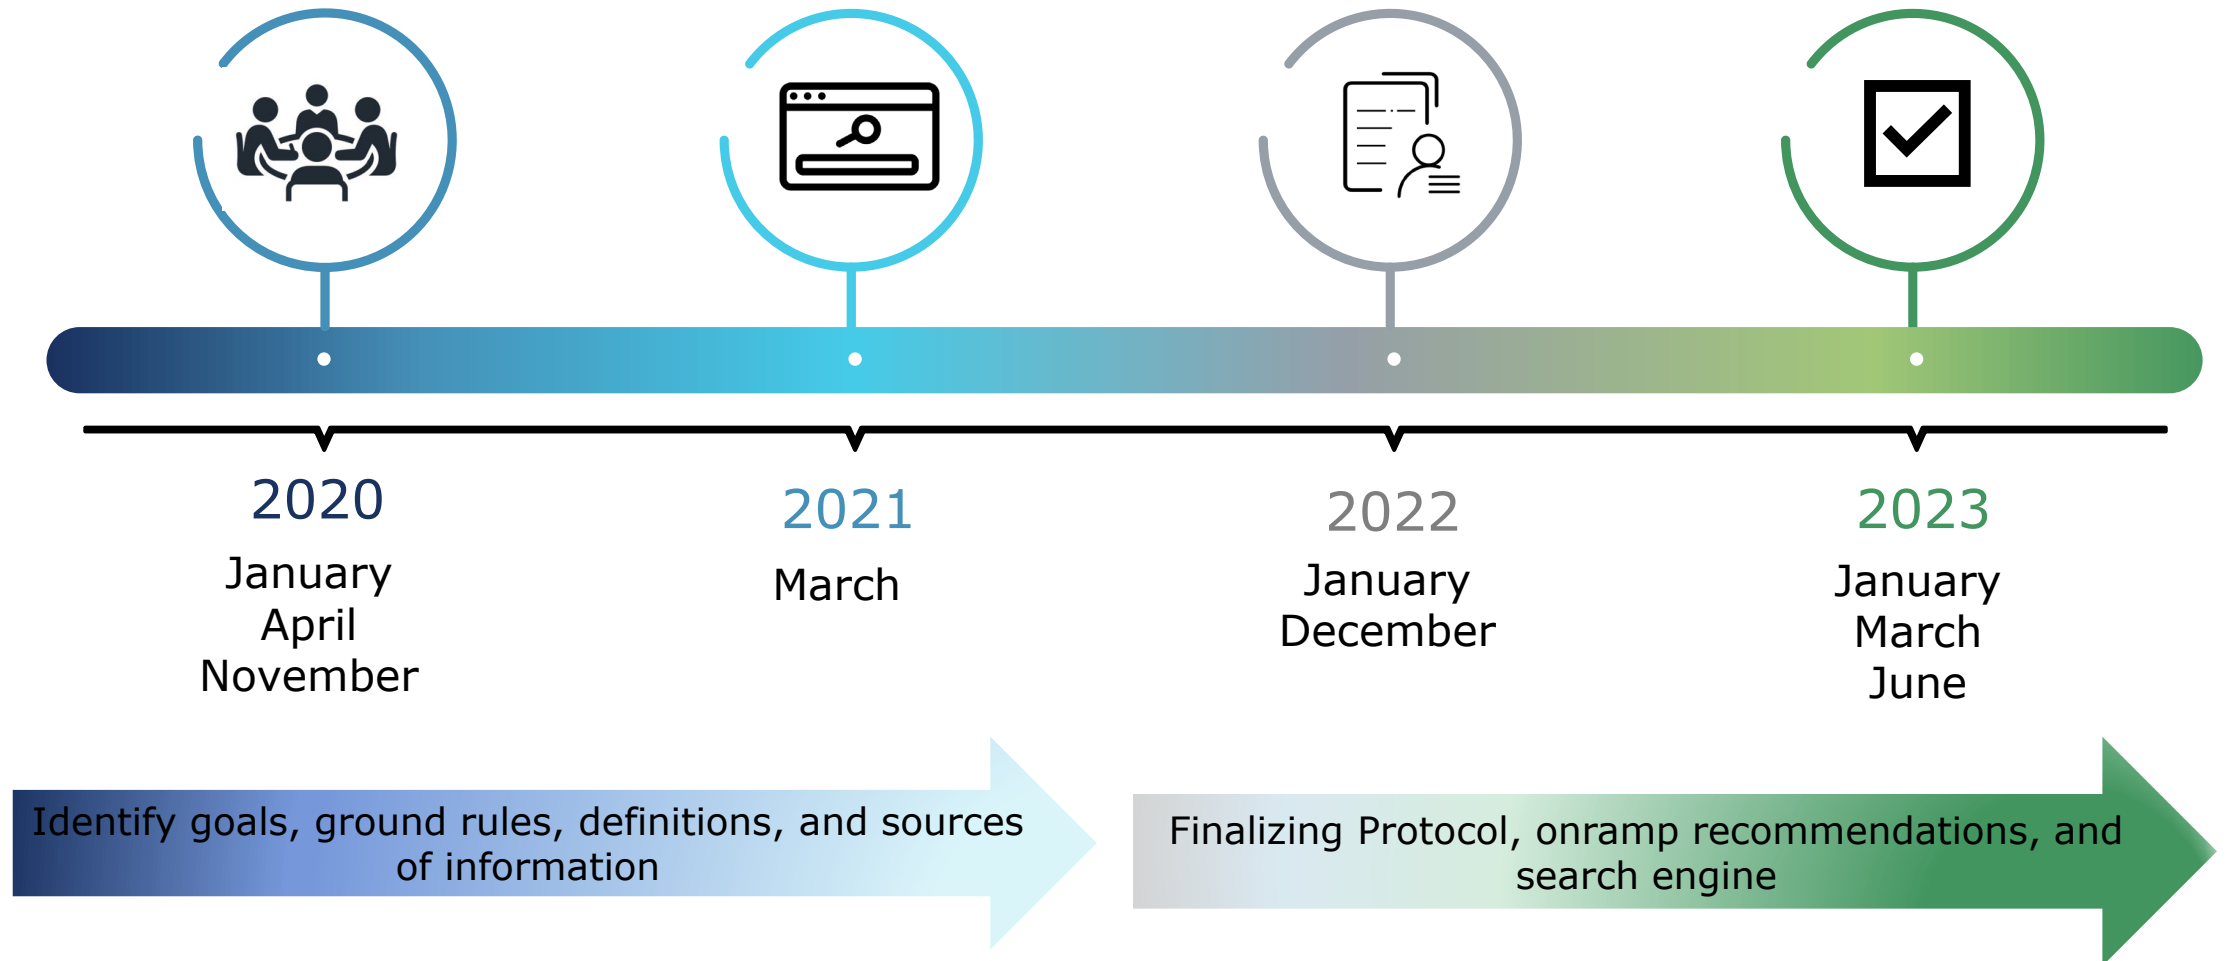 2020
January
April
November
2021
March
2022
January
December
2023
January
March
June
Identify goals, ground rules, definitions, and sources
of information
Finalizing Protocol, onramp recommendations, and
search engine